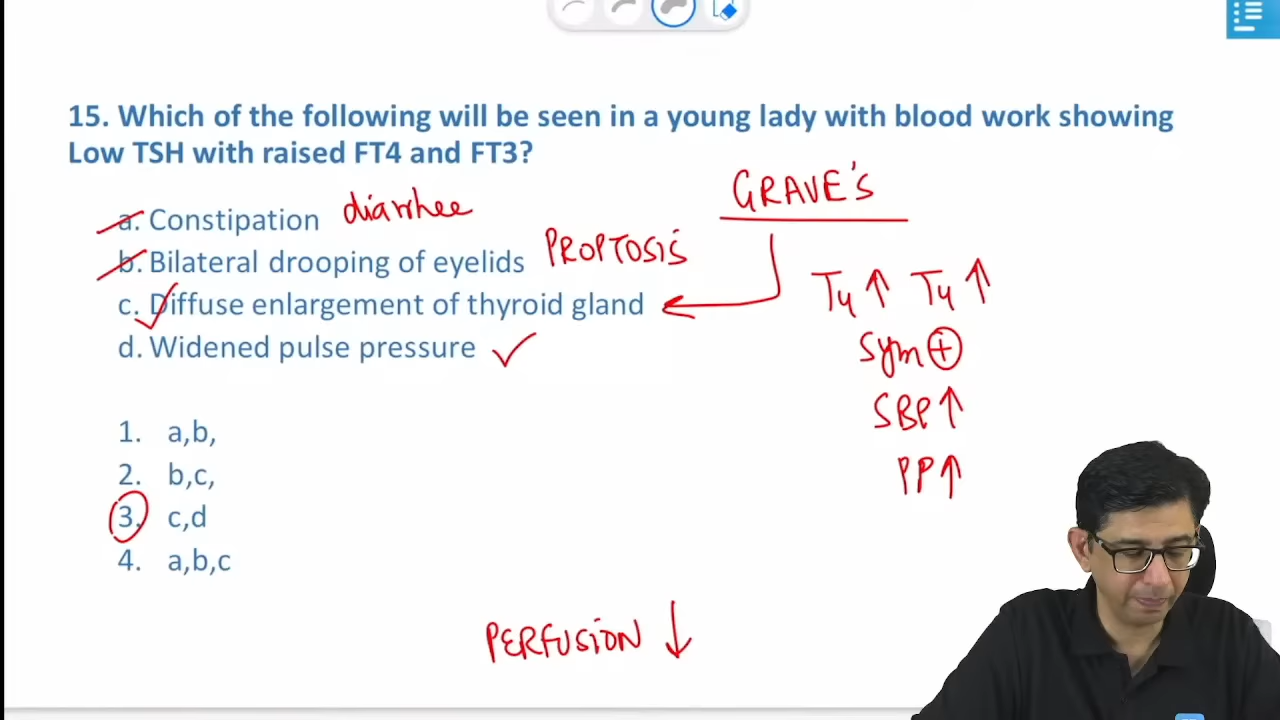 15. Which of the following will be seen in a young lady with blood work showing
Low TSH with raised FT4 and FT3?
a. Constipation diarrhee
b. Bilateral drooping of eyelids PROPTOSIS
c. Diffuse enlargement of thyroid gland
d. Widened pulse pressure
1. a,b,
2. b,c,
3. c,d
4. a,b,c
GRAVE'S
T4↑ T4↑
Sym ⊕
SBP↑
PP↑
PERFUSION ↓